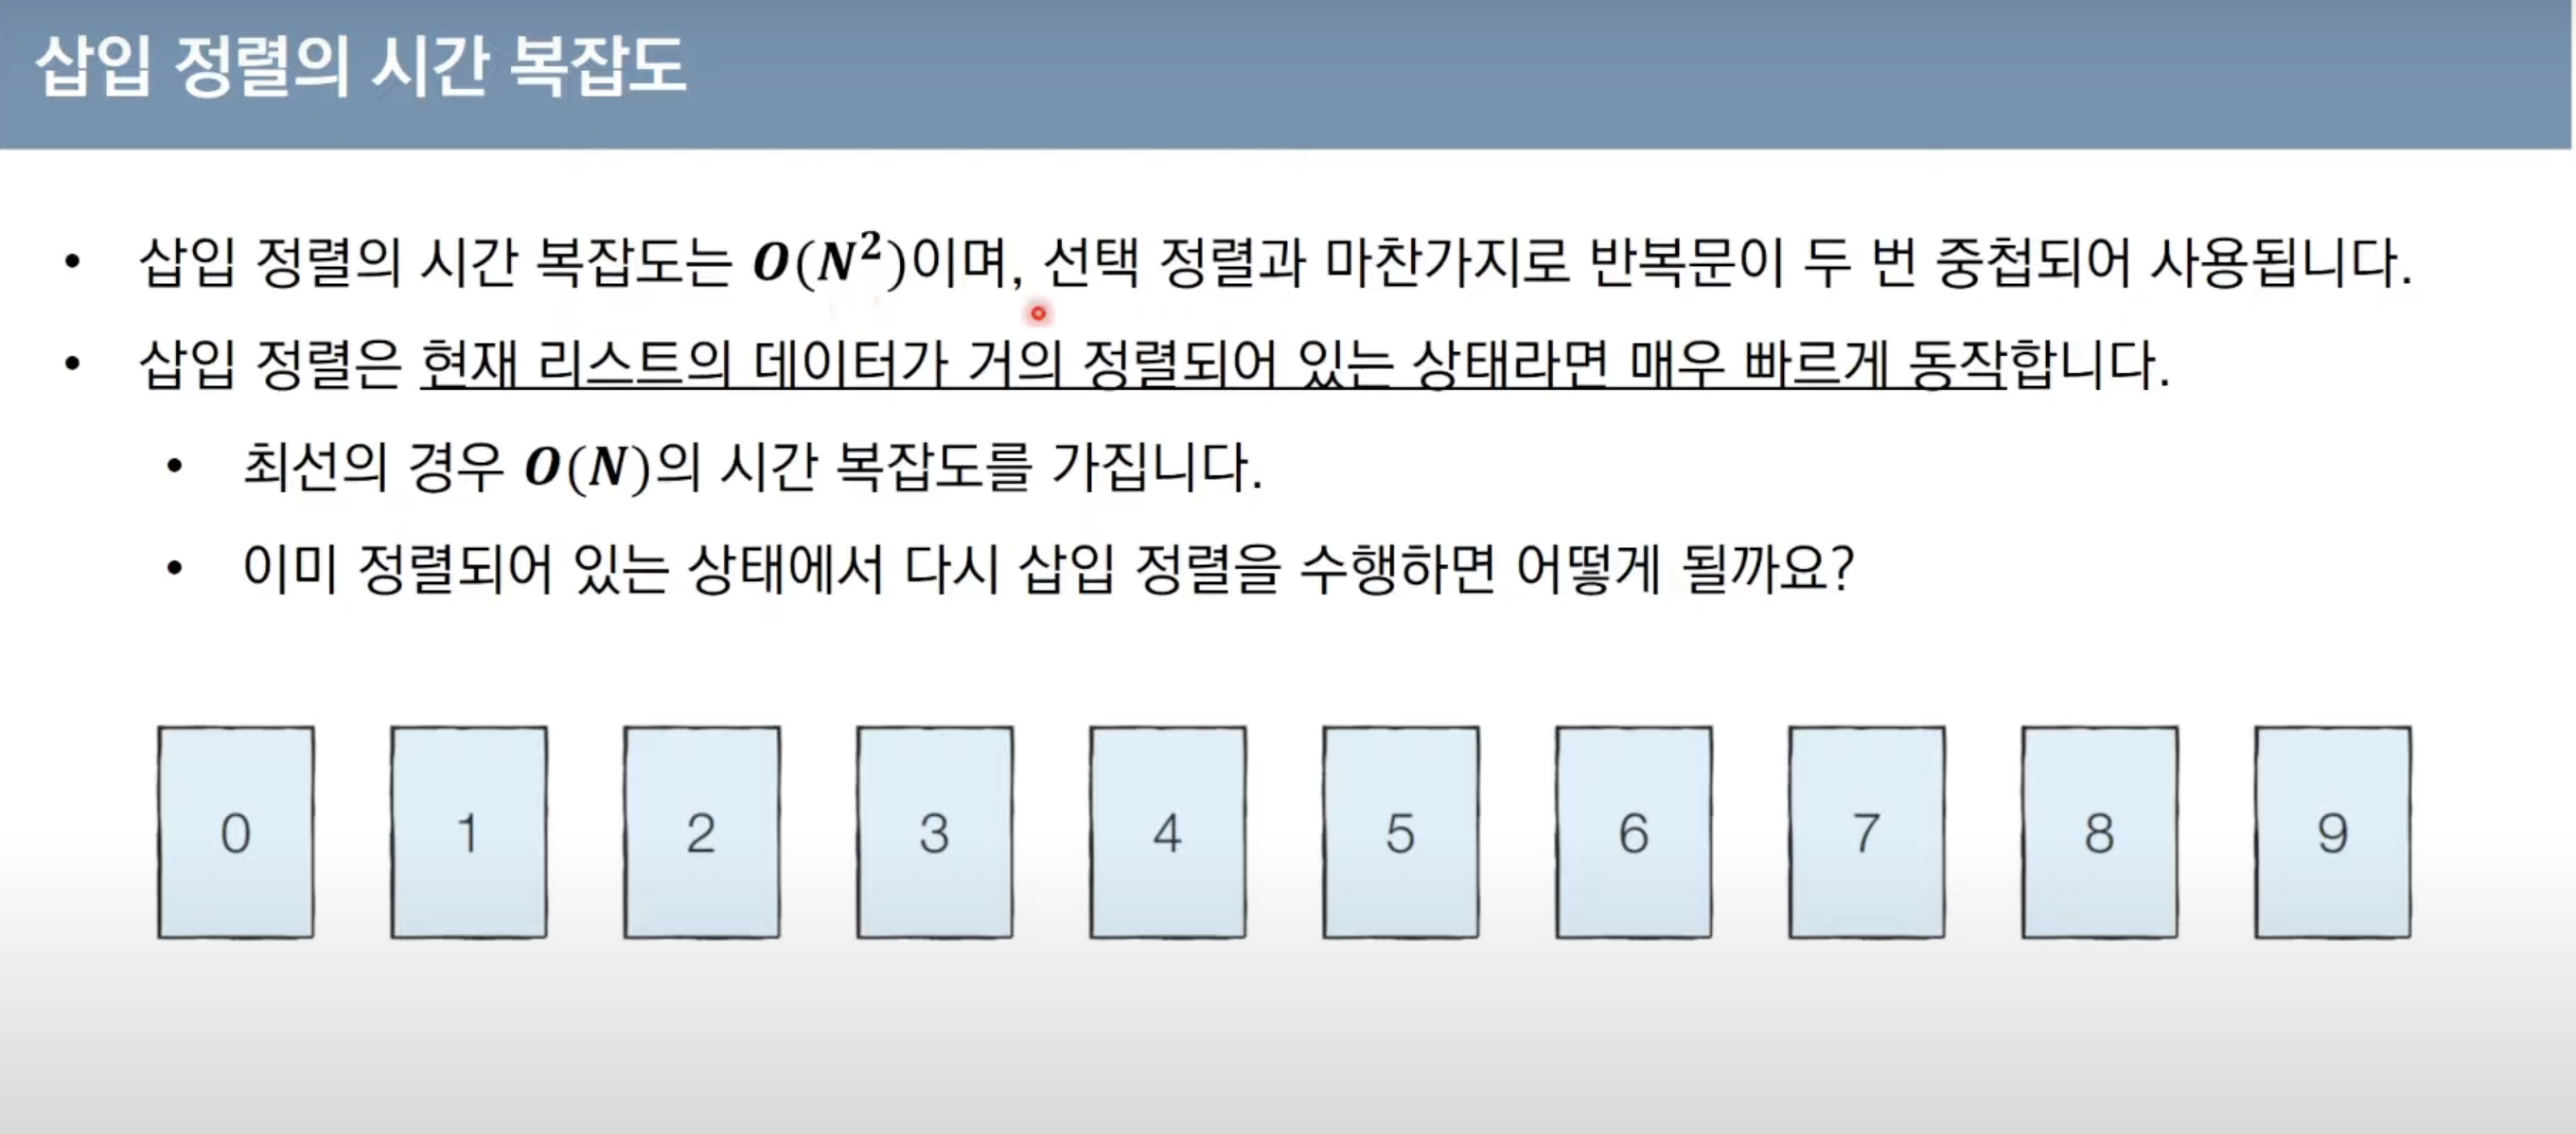 삽입 정렬의 시간 복잡도
• 삽입 정렬의 시간 복잡도는 O(N²)이며, 선택 정렬과 마찬가지로 반복문이 두 번 중첩되어 사용됩니다.
• 삽입 정렬은 현재 리스트의 데이터가 거의 정렬되어 있는 상태라면 매우 빠르게 동작합니다.
• 최선의 경우 O(N)의 시간 복잡도를 가집니다.
• 이미 정렬되어 있는 상태에서 다시 삽입 정렬을 수행하면 어떻게 될까요?
0 1 2 3 4 5 6 7 8 9